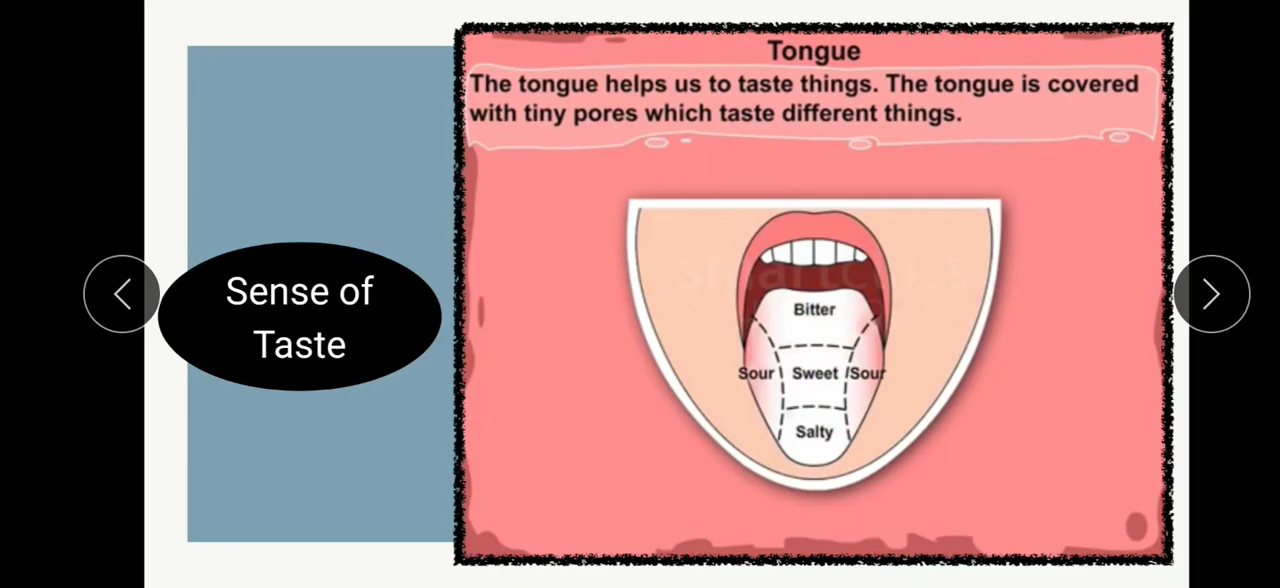 Tongue
The tongue helps us to taste things. The tongue is covered
with tiny pores which taste different things.
Sense of
Taste
Bitter
Sour Sweet Sour
Salty